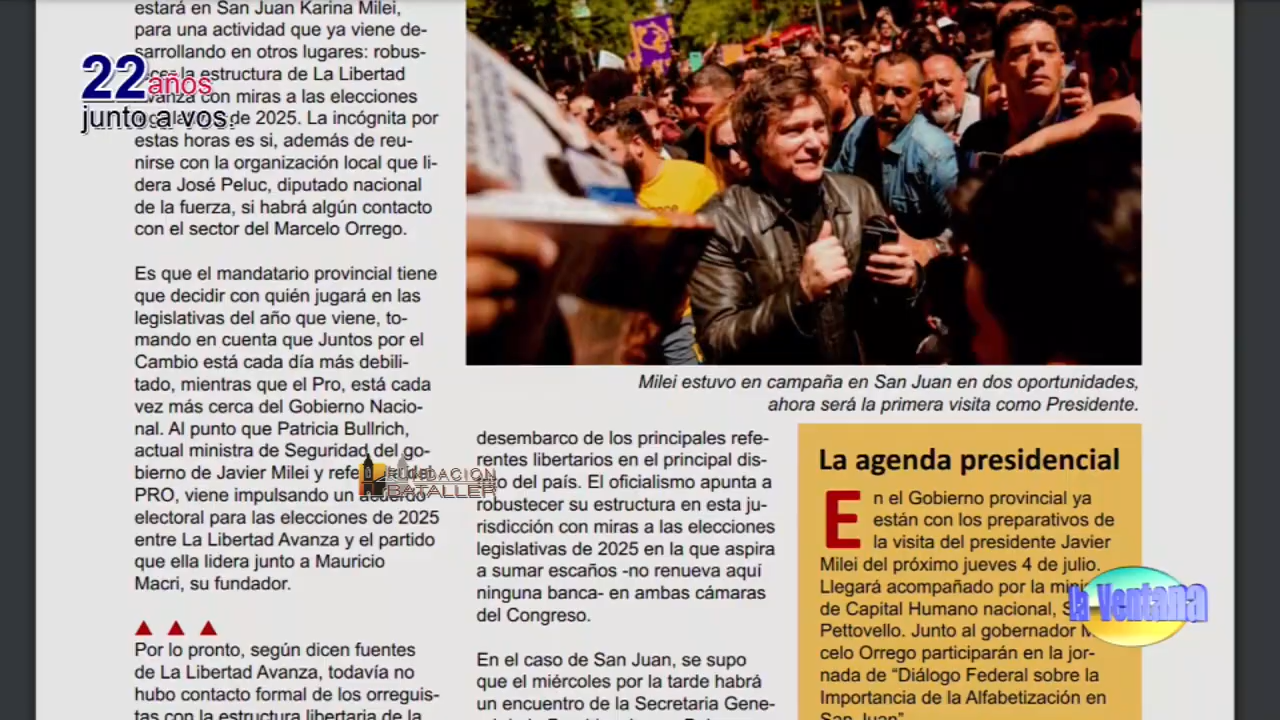 estará en San Juan Karina Milei,
para una actividad que ya viene de-
sarrollando en otros lugares: robus-
la estructura de La Libertad
con miras a las elecciones
de 2025. La incógnita por
estas horas es si, además de reu-
nirse con la organización local que li-
dera José Peluc, diputado nacional
de la fuerza, si habrá algún contacto
con el sector del Marcelo Orrego.
22 años
junto a vos.
Es que el mandatario provincial tiene
que decidir con quién jugará en las
legislativas del año que viene, to-
mando en cuenta que Juntos por el
Cambio está cada día más debili-
tado, mientras que el Pro, está cada
vez más cerca del Gobierno Nacio-
nal. Al punto que Patricia Bullrich,
actual ministra de Seguridad del go-
bierno de Javier Milei y
PRO, viene impulsando un acuerdo
electoral para las elecciones de 2025
entre La Libertad Avanza y el partido
que ella lidera junto a Mauricio
Macri, su fundador.
FUNDACION
BATALLER
Por lo pronto, según dicen fuentes
de La Libertad Avanza, todavía no
hubo contacto formal de los orreguis-
tas con la estructura libertaria de la
Milei estuvo en campaña en San Juan en dos oportunidades,
ahora será la primera visita como Presidente.
desembarco de los principales refe-
rentes libertarios en el principal dis-
del país. El oficialismo apunta a
robustecer su estructura en esta ju-
risdicción con miras a las elecciones
legislativas de 2025 en la que aspira
a sumar escaños -no renueva aquí
ninguna banca- en ambas cámaras
del Congreso.
En el caso de San Juan, se supo
que el miércoles por la tarde habrá
un encuentro de la Secretaria Gene-
La agenda presidencial
En el Gobierno provincial ya
están con los preparativos de
la visita del presidente Javier
Milei del próximo jueves 4 de julio.
Llegará acompañado por la
de Capital Humano nacional,
Pettovello. Junto al gobernador
celo Orrego participarán en la jor-
nada de "Diálogo Federal sobre la
Importancia de la Alfabetización en
San Juan"
la Ventana